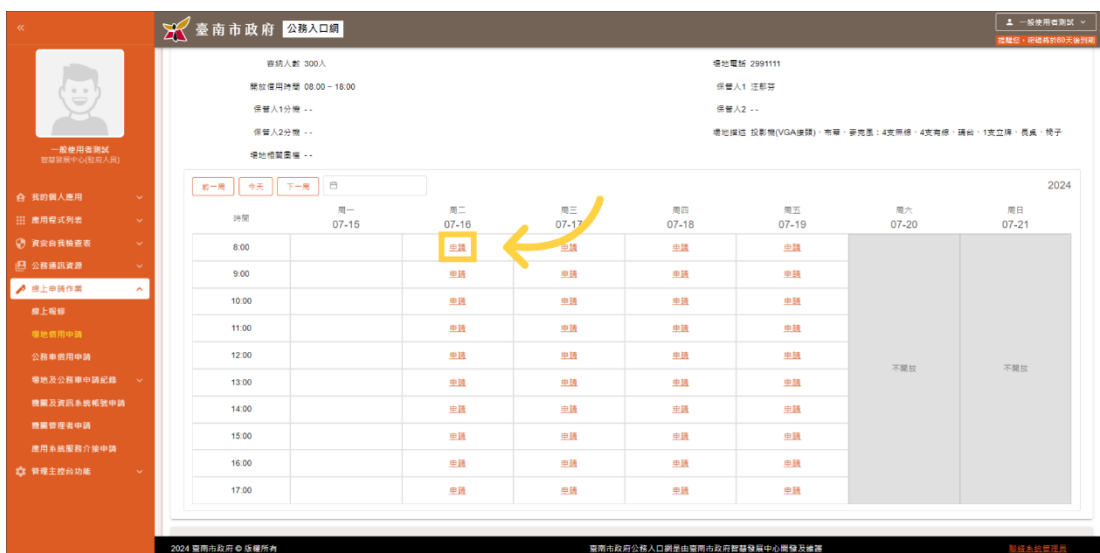 «
臺南市政府 公務入口網
一般使用者測試
提醒您,密碼將於80天後到期
一般使用者測試
智慧發展中心(駐府人員)
我的個人應用
應用程式列表
資安自我檢查表
公務通訊資源
線上申請作業
線上報修
場地借用申請
公務車借用申請
場地及公務車申請紀錄
機關及資訊系統帳號申請
機關管理者申請
應用系統服務介接申請
管理主控台功能
容納人數 300人
場地電話 2991111
開放借用時間 08:00 ~ 18:00
保管人1 汪郁芬
保管人1分機 --
保管人2 --
保管人2分機 --
場地描述 投影機(VGA接頭)、布幕、麥克風:4支無線、4支有線、講台、1支立牌、長桌、椅子
場地相關圖檔 --
前一周 今天 下一周
2024
時間 周一 07-15 周二 07-16 周三 07-17 周四 07-18 周五 07-19 周六 07-20 周日 07-21
8:00 申請 申請 申請 申請
9:00 申請 申請 申請 申請
10:00 申請 申請 申請 申請
11:00 申請 申請 申請 申請
12:00 申請 申請 申請 申請
不開放 不開放
13:00 申請 申請 申請 申請
14:00 申請 申請 申請 申請
15:00 申請 申請 申請 申請
16:00 申請 申請 申請 申請
17:00 申請 申請 申請 申請
2024 臺南市政府 © 版權所有
臺南市政府公務入口網是由臺南市政府智慧發展中心開發及維護
聯絡系統管理員